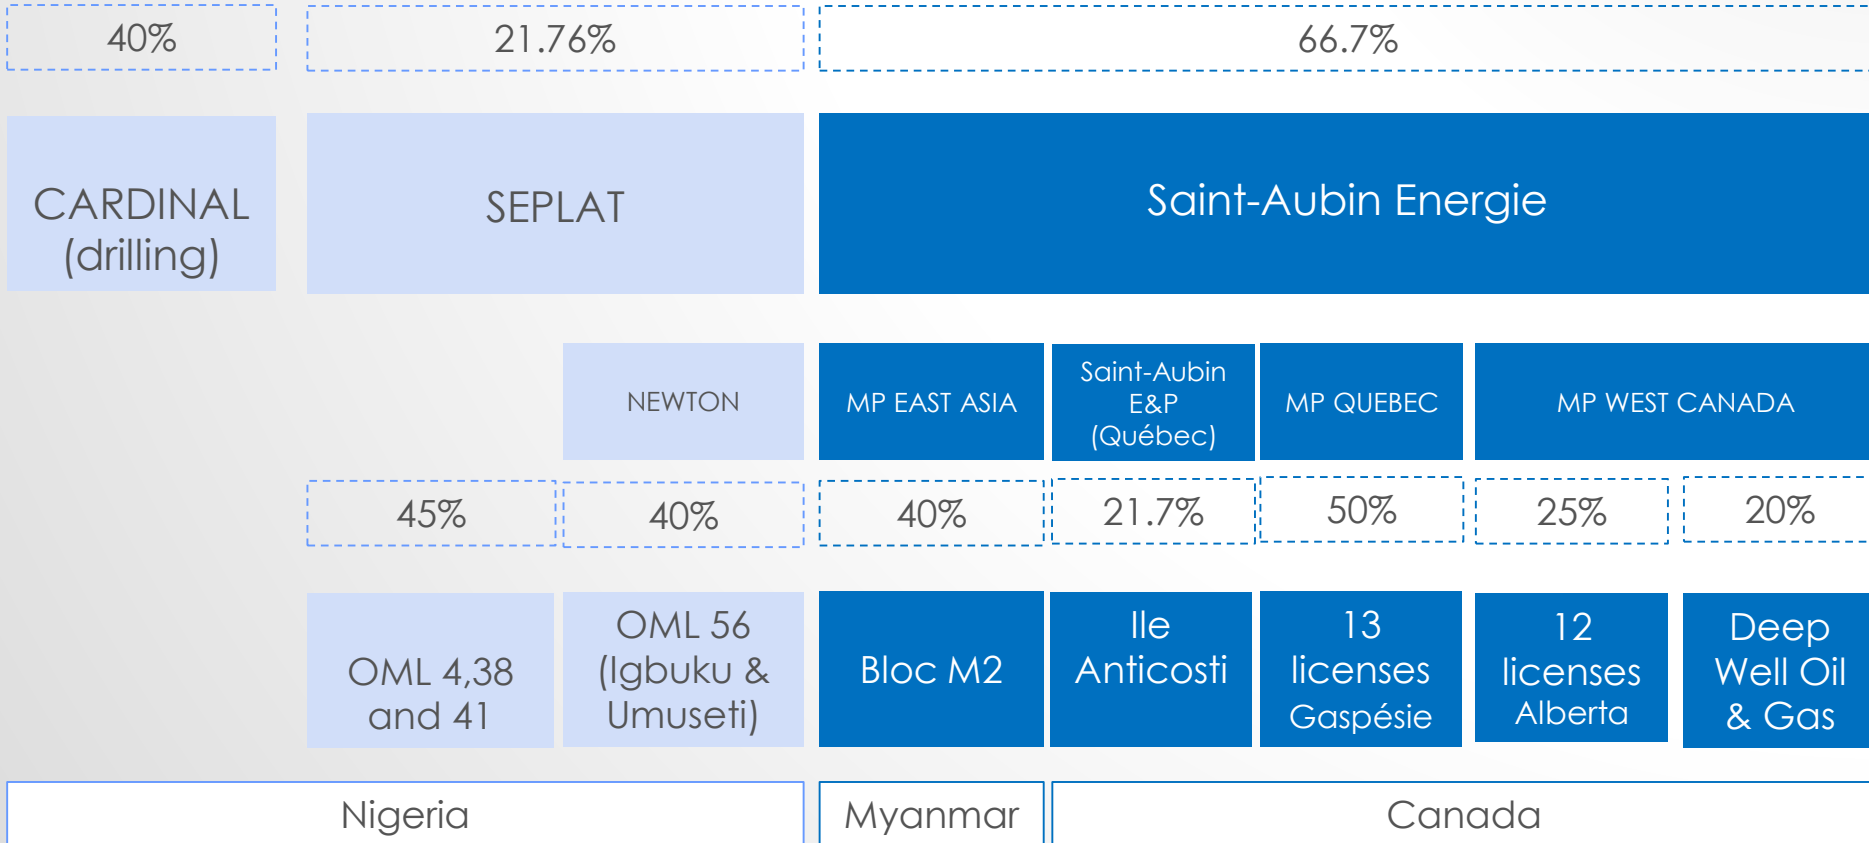 40%
21.76%
66.7%
CARDINAL
(drilling)
SEPLAT
Saint-Aubin Energie
NEWTON
MP EAST ASIA
Saint-Aubin
E&P
(Québec)
MP QUEBEC
MP WEST CANADA
45%
40%
40%
21.7%
50%
25%
20%
OML 4,38
and 41
OML 56
(Igbuku &
Umuseti)
Bloc M2
Ile
Anticosti
13
licenses
Gaspésie
12
licenses
Alberta
Deep
Well Oil
& Gas
Nigeria
Myanmar
Canada